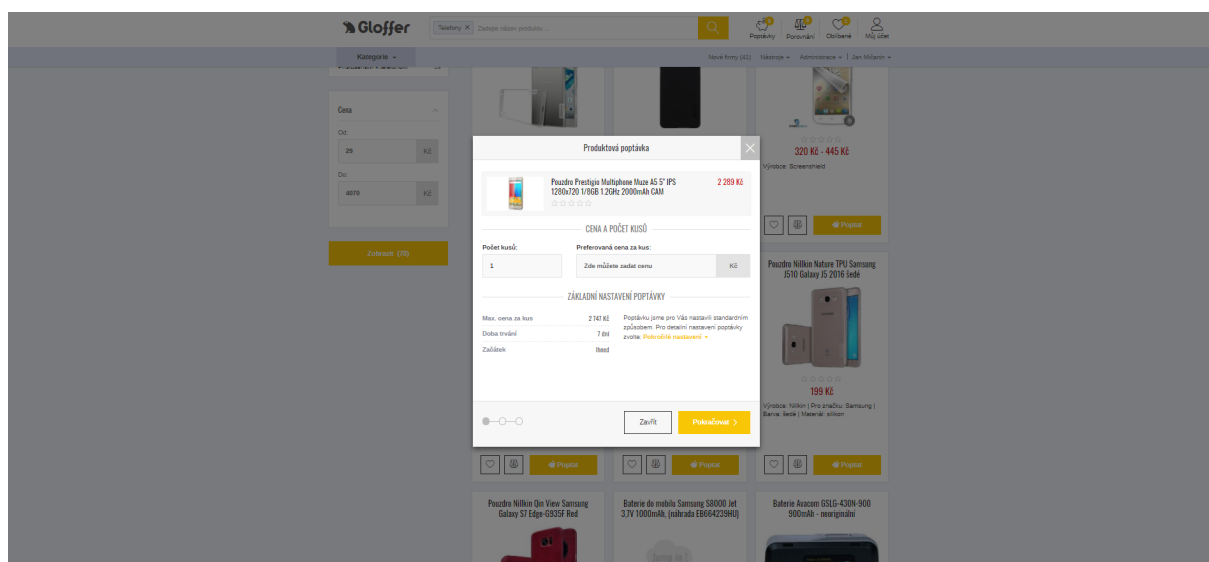 Gloffer
Telefony ×
Zadejte název produktu ...
Poptávky
Porovnání
Oblíbené
Můj účet
Kategorie
Nové firmy (41)
Nástroje
Administrace
Cena
Od:
29 Kč
Do:
4079 Kč
Zobrazit (75)
320 Kč - 445 Kč
Výrobce: Screenshield
Poptat
Produktová poptávka
Pouzdro Prestigio Multiphone Muze A5 5" IPS
1280x720 1/8GB 1.2GHz 2000mAh CAM
2 289 Kč
CENA A POČET KUSŮ
Počet kusů:
Preferovaná cena za kus:
1
Zde můžete zadat cenu Kč
ZÁKLADNÍ NASTAVENÍ POPTÁVKY
Max. cena za kus 2 747 Kč
Doba trvání 7 dní
Začátek Ihned
Poptávku jsme pro Vás nastavili standardním
způsobem. Pro detailní nastavení poptávky
zvolte: Pokročilé nastavení
Zavřít
Pokračovat
Pouzdro Nillkin Nature TPU Samsung
J510 Galaxy J5 2016 šedé
199 Kč
Výrobce: Nillkin | Pro značku: Samsung |
Barva: šedé | Materiál: silikon
Poptat
Poptat
Poptat
Pouzdro Nillkin Qin View Samsung
Galaxy S7 Edge-G935F Red
Baterie do mobilu Samsung S8000 Jet
3,7V 1000mAh, (náhrada EB664239HU)
Baterie Avacom GSLG-430N-900
900mAh - neoriginální